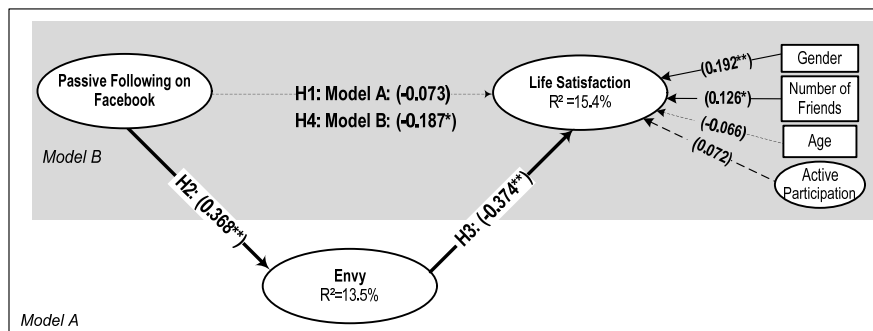 Passive Following on
Facebook
H1: Model A: (-0.073)
H4: Model B: (-0.187*)
Life Satisfaction
R² =15.4%
(0.192**)
Gender
(0.126*)
Number of
Friends
(-0.066)
Age
(0.072)
Active
Participation
Model B
H2: (0.368**)
H3: (-0.374**)
Envy
R²=13.5%
Model A